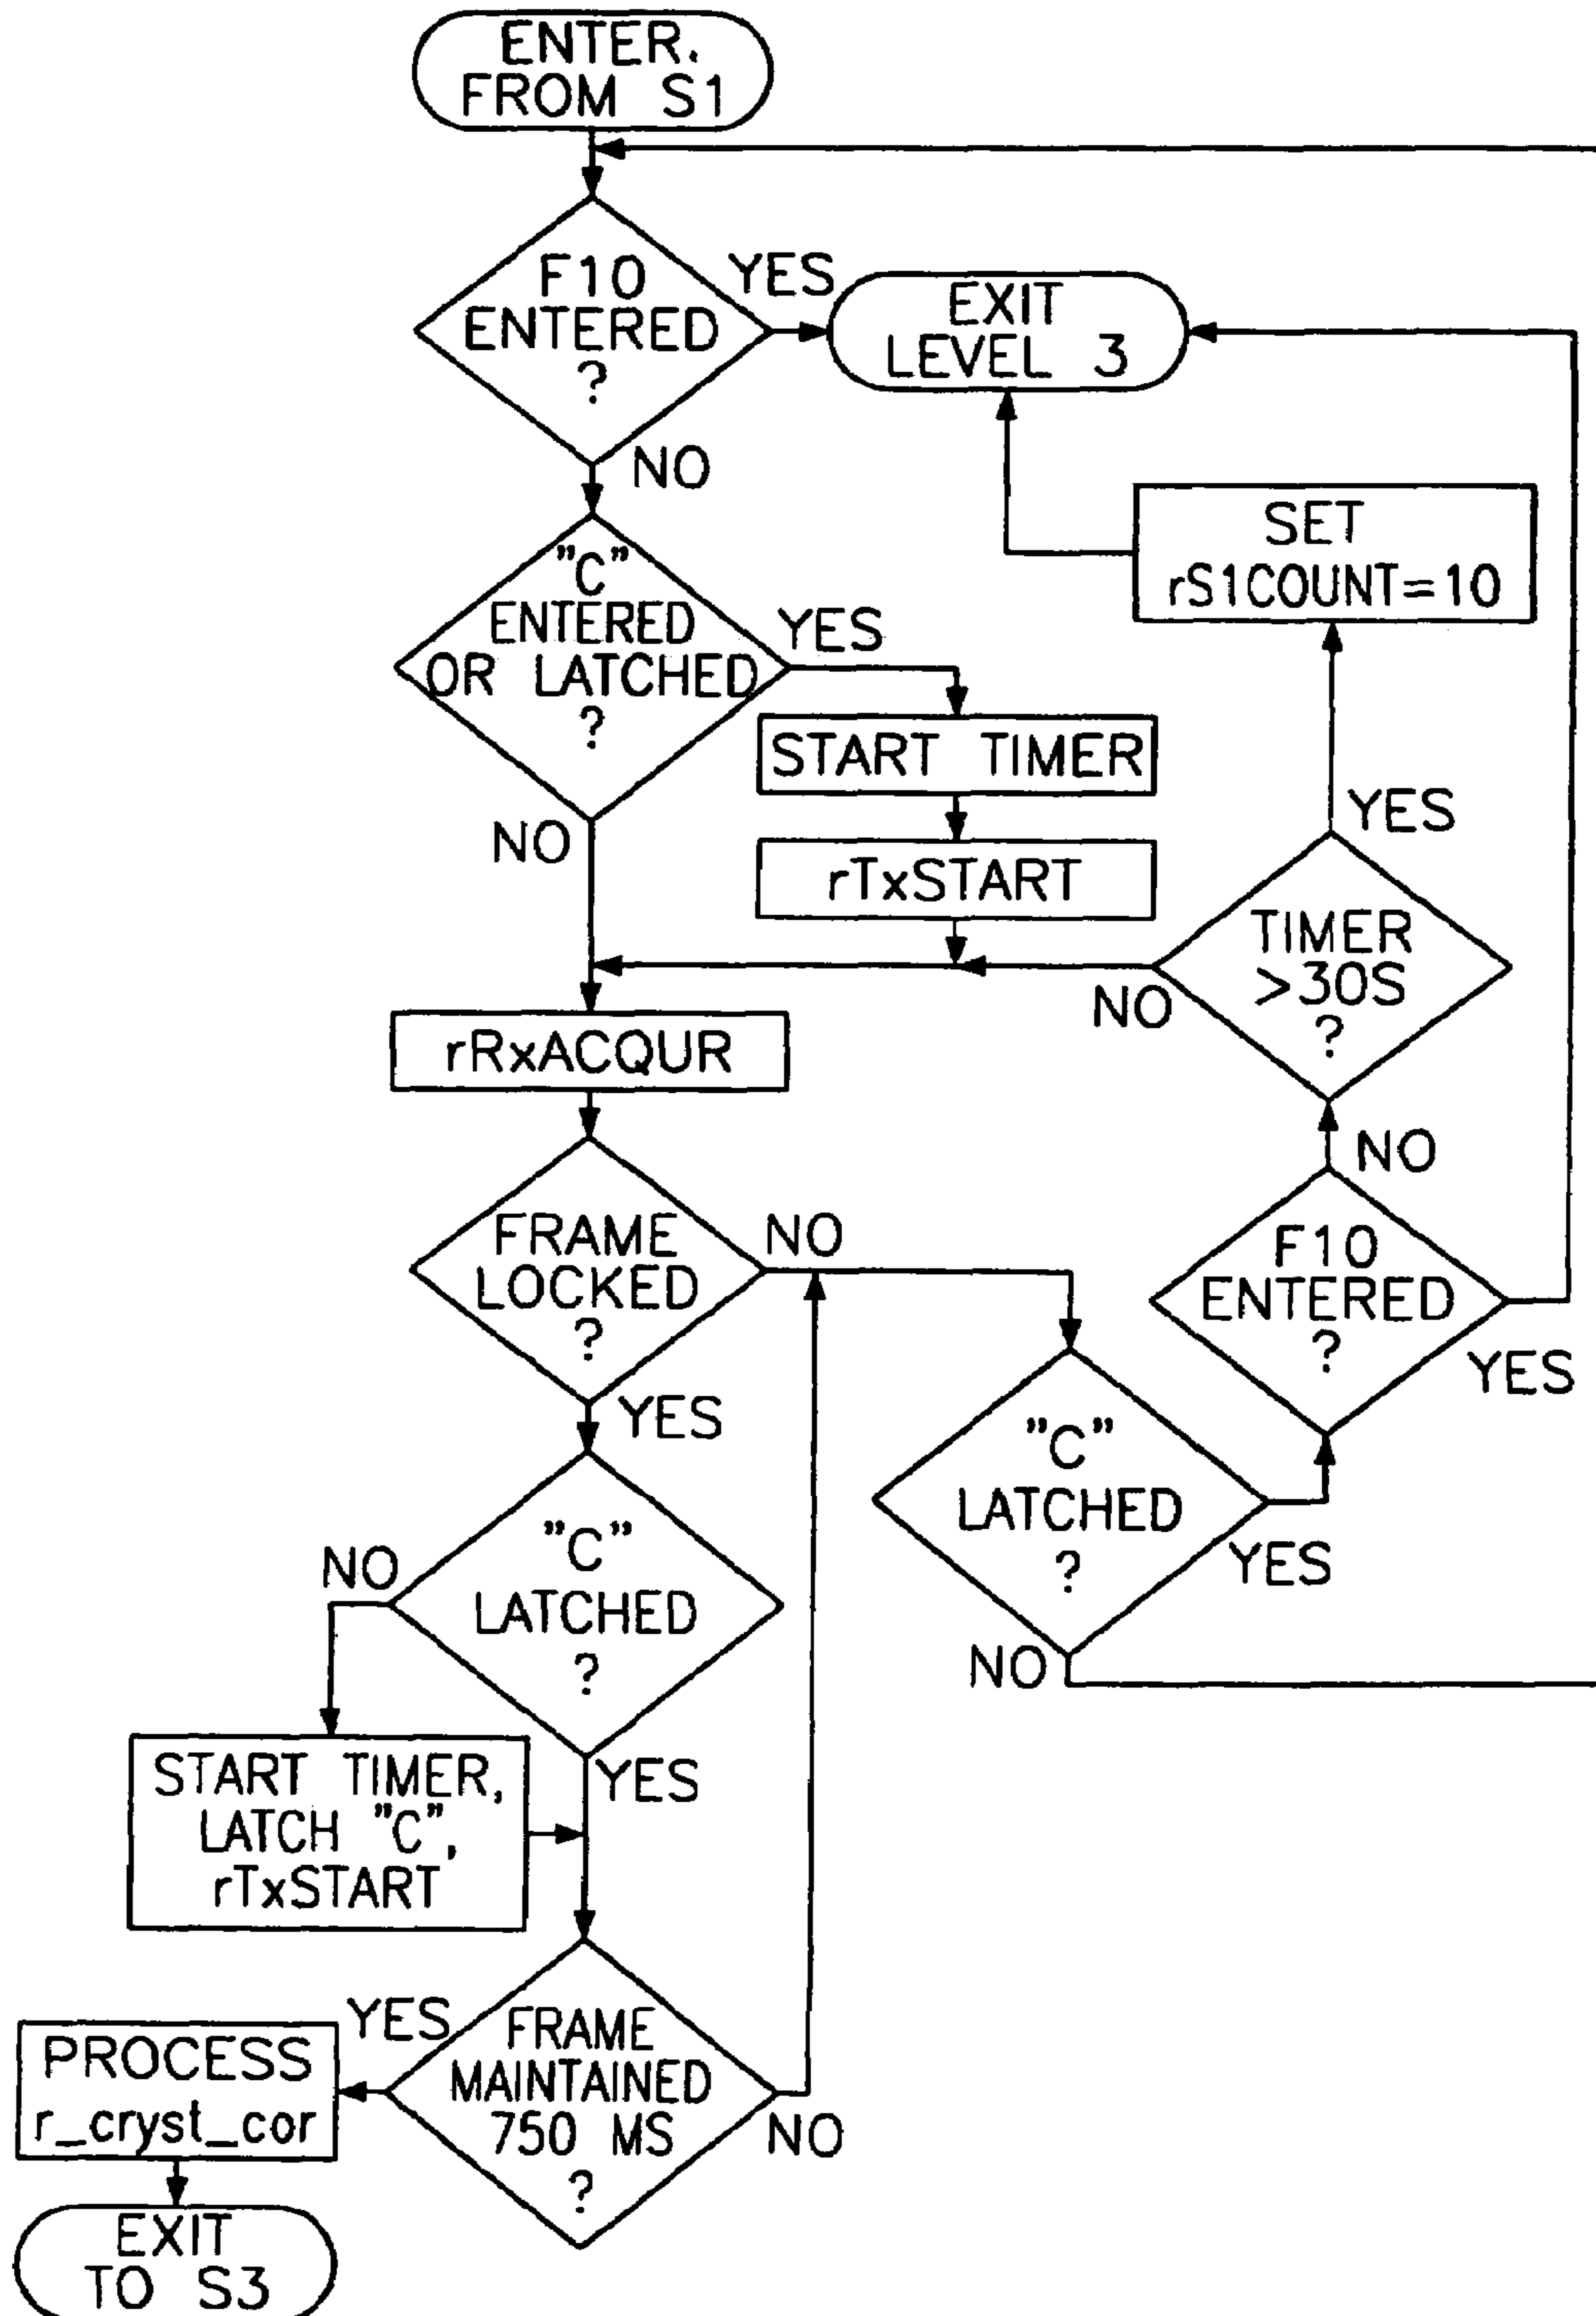 ENTER.
FROM S1
F10
ENTERED
?
YES
NO
EXIT
LEVEL 3
"C"
ENTERED
OR LATCHED
?
YES
NO
SET
rS1COUNT=10
START TIMER
rTxSTART
YES
TIMER
>30S
?
NO
rRxACQUR
NO
F10
ENTERED
?
YES
FRAME
LOCKED
?
NO
YES
"C"
LATCHED
?
YES
NO
"C"
LATCHED
?
NO
YES
START TIMER,
LATCH "C",
rTxSTART
FRAME
MAINTAINED
750 MS
?
YES
NO
PROCESS
r_cryst_cor
EXIT
TO S3